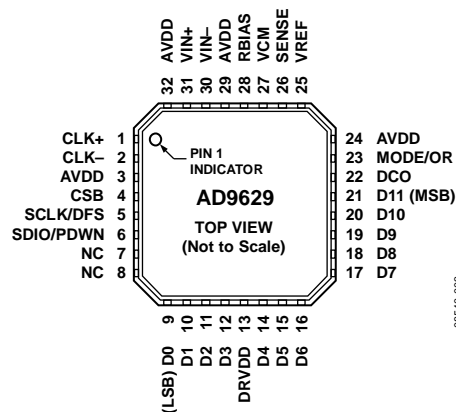 32 AVDD
31 VIN+
30 VIN–
29 AVDD
28 RBIAS
27 VCM
26 SENSE
25 VREF
CLK+ 1
CLK– 2
AVDD 3
CSB 4
SCLK/DFS 5
SDIO/PDWN 6
NC 7
NC 8
PIN 1
INDICATOR
AD9629
TOP VIEW
(Not to Scale)
24 AVDD
23 MODE/OR
22 DCO
21 D11 (MSB)
20 D10
19 D9
18 D8
17 D7
(LSB) D0 9
D1 10
D2 11
D3 12
DRVDD 13
D4 14
D5 15
D6 16